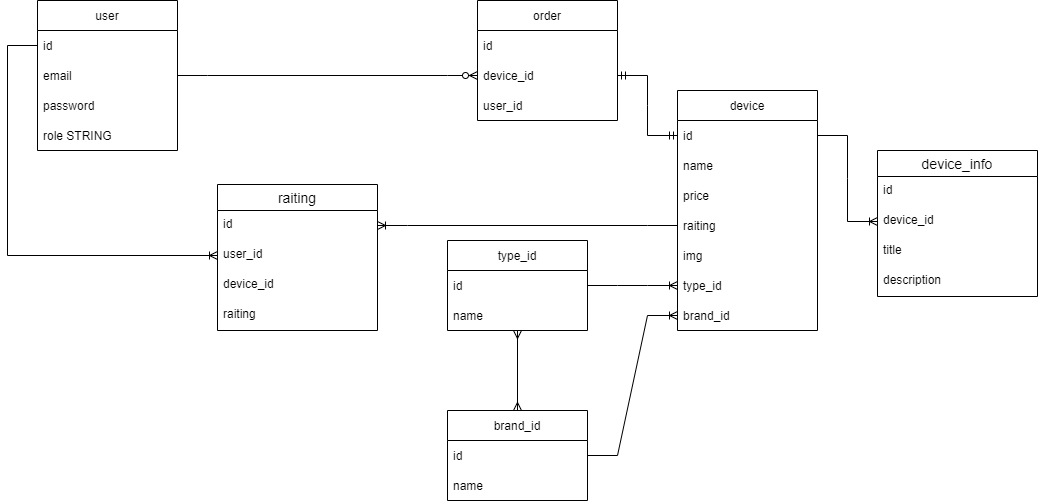 user
id
email
password
role STRING
order
id
device_id
user_id
device
id
name
price
raiting
img
type_id
brand_id
device_info
id
device_id
title
description
raiting
id
user_id
device_id
raiting
type_id
id
name
brand_id
id
name